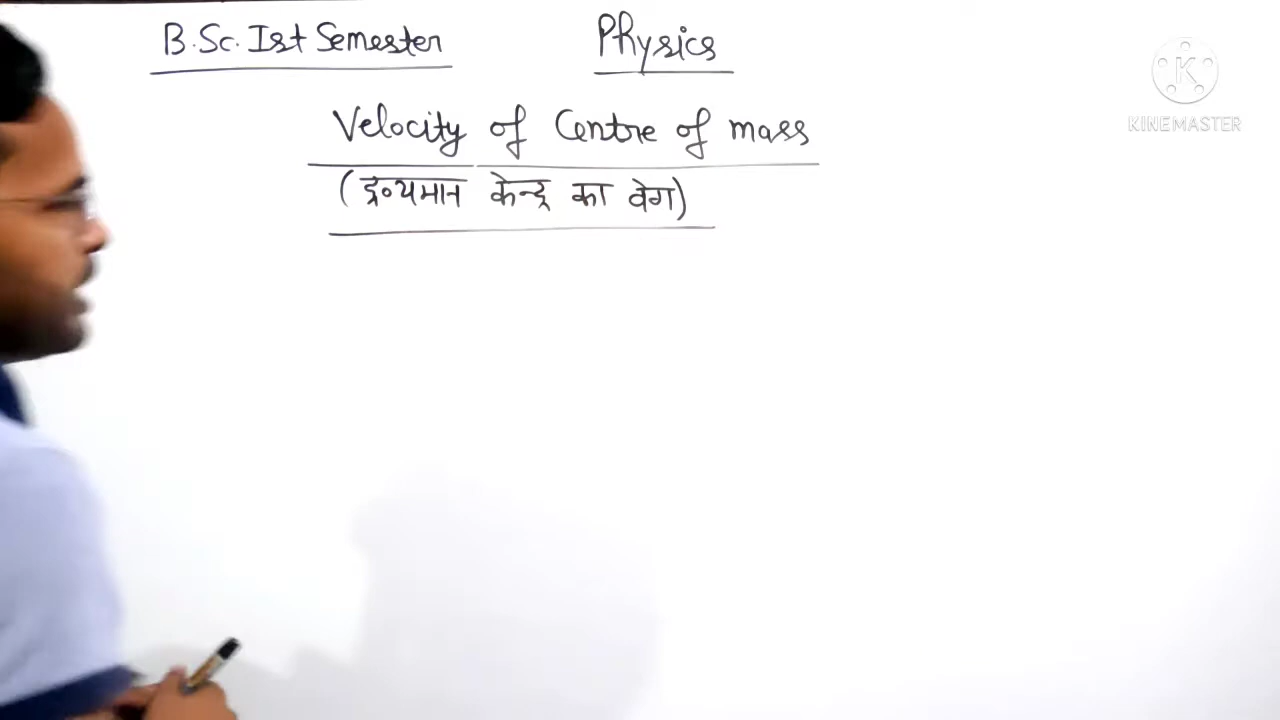 B.Sc. Ist Semester Physics
Velocity of Centre of mass
(द्रव्यमान केन्द्र का वेग)
K
KINEMASTER